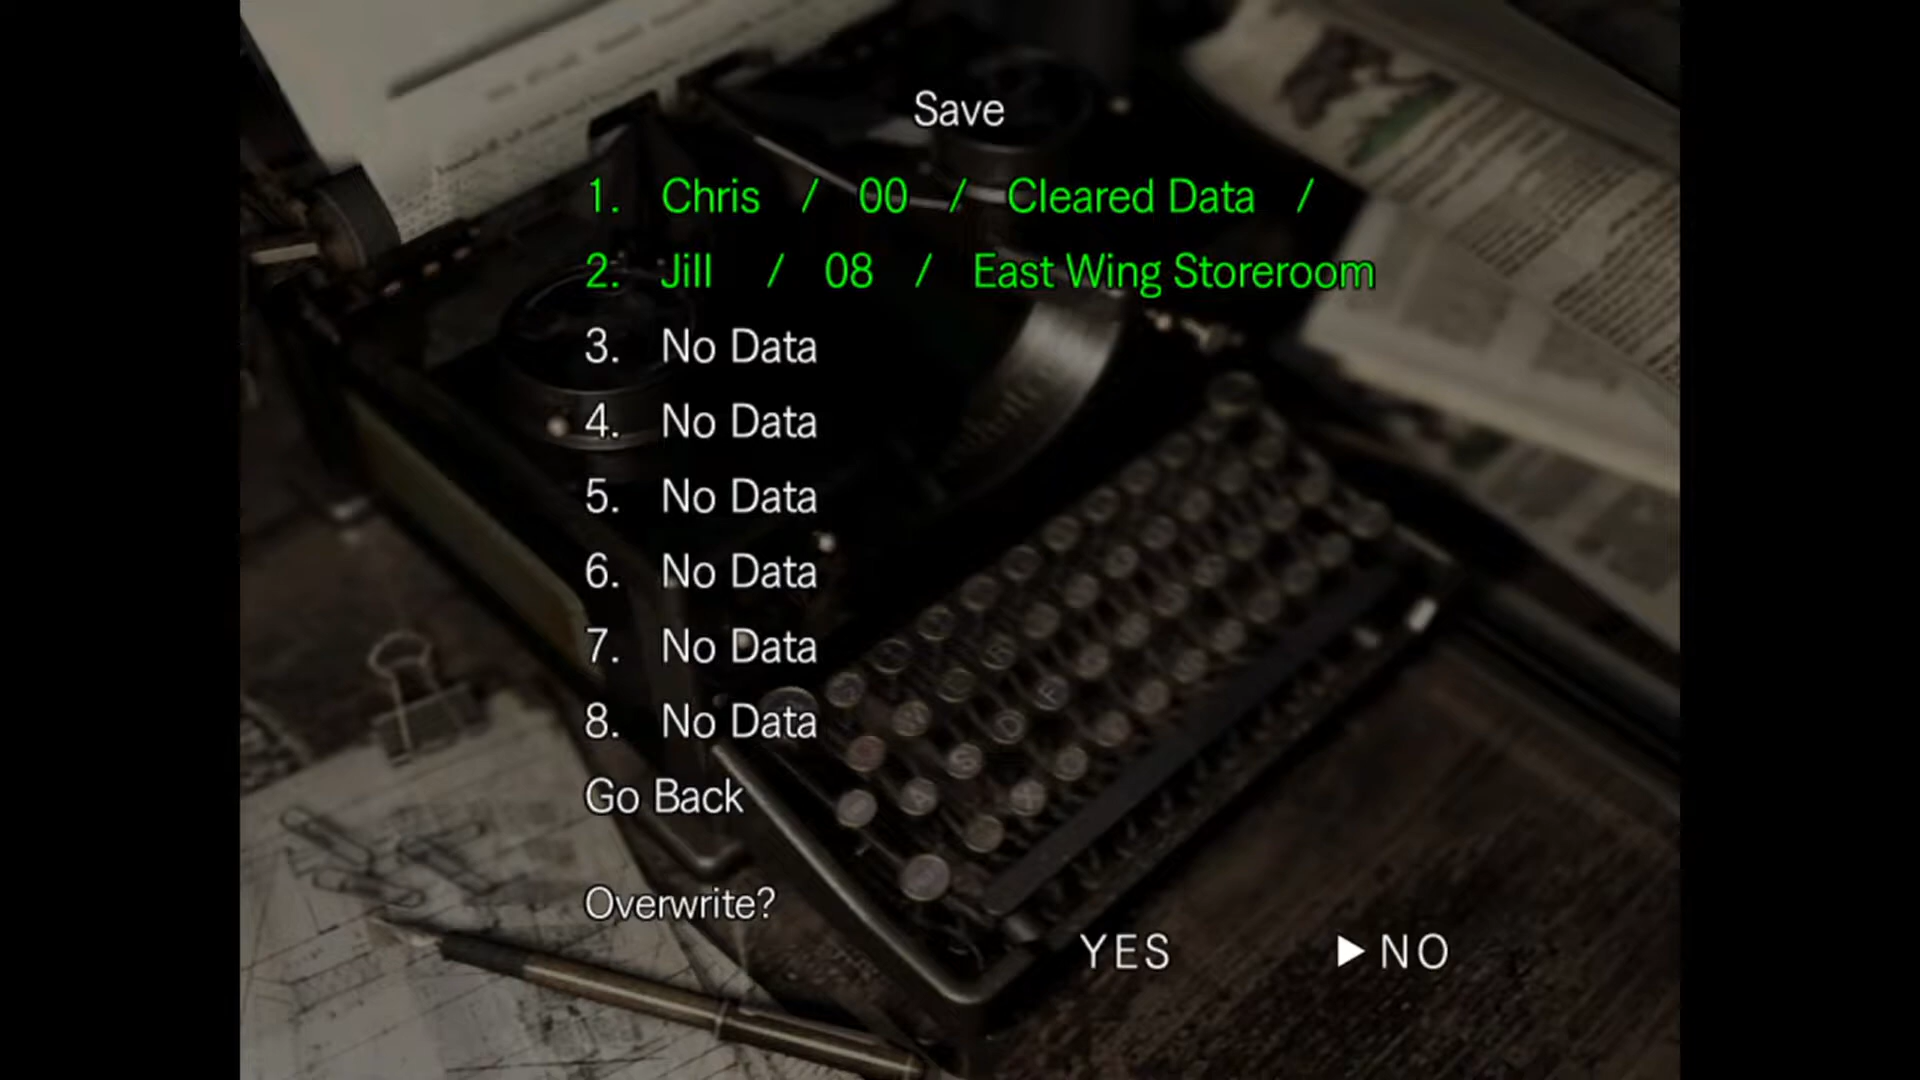 Save
1. Chris / 00 / Cleared Data /
2. Jill / 08 / East Wing Storeroom
3. No Data
4. No Data
5. No Data
6. No Data
7. No Data
8. No Data
Go Back
Overwrite?
YES ▶ NO